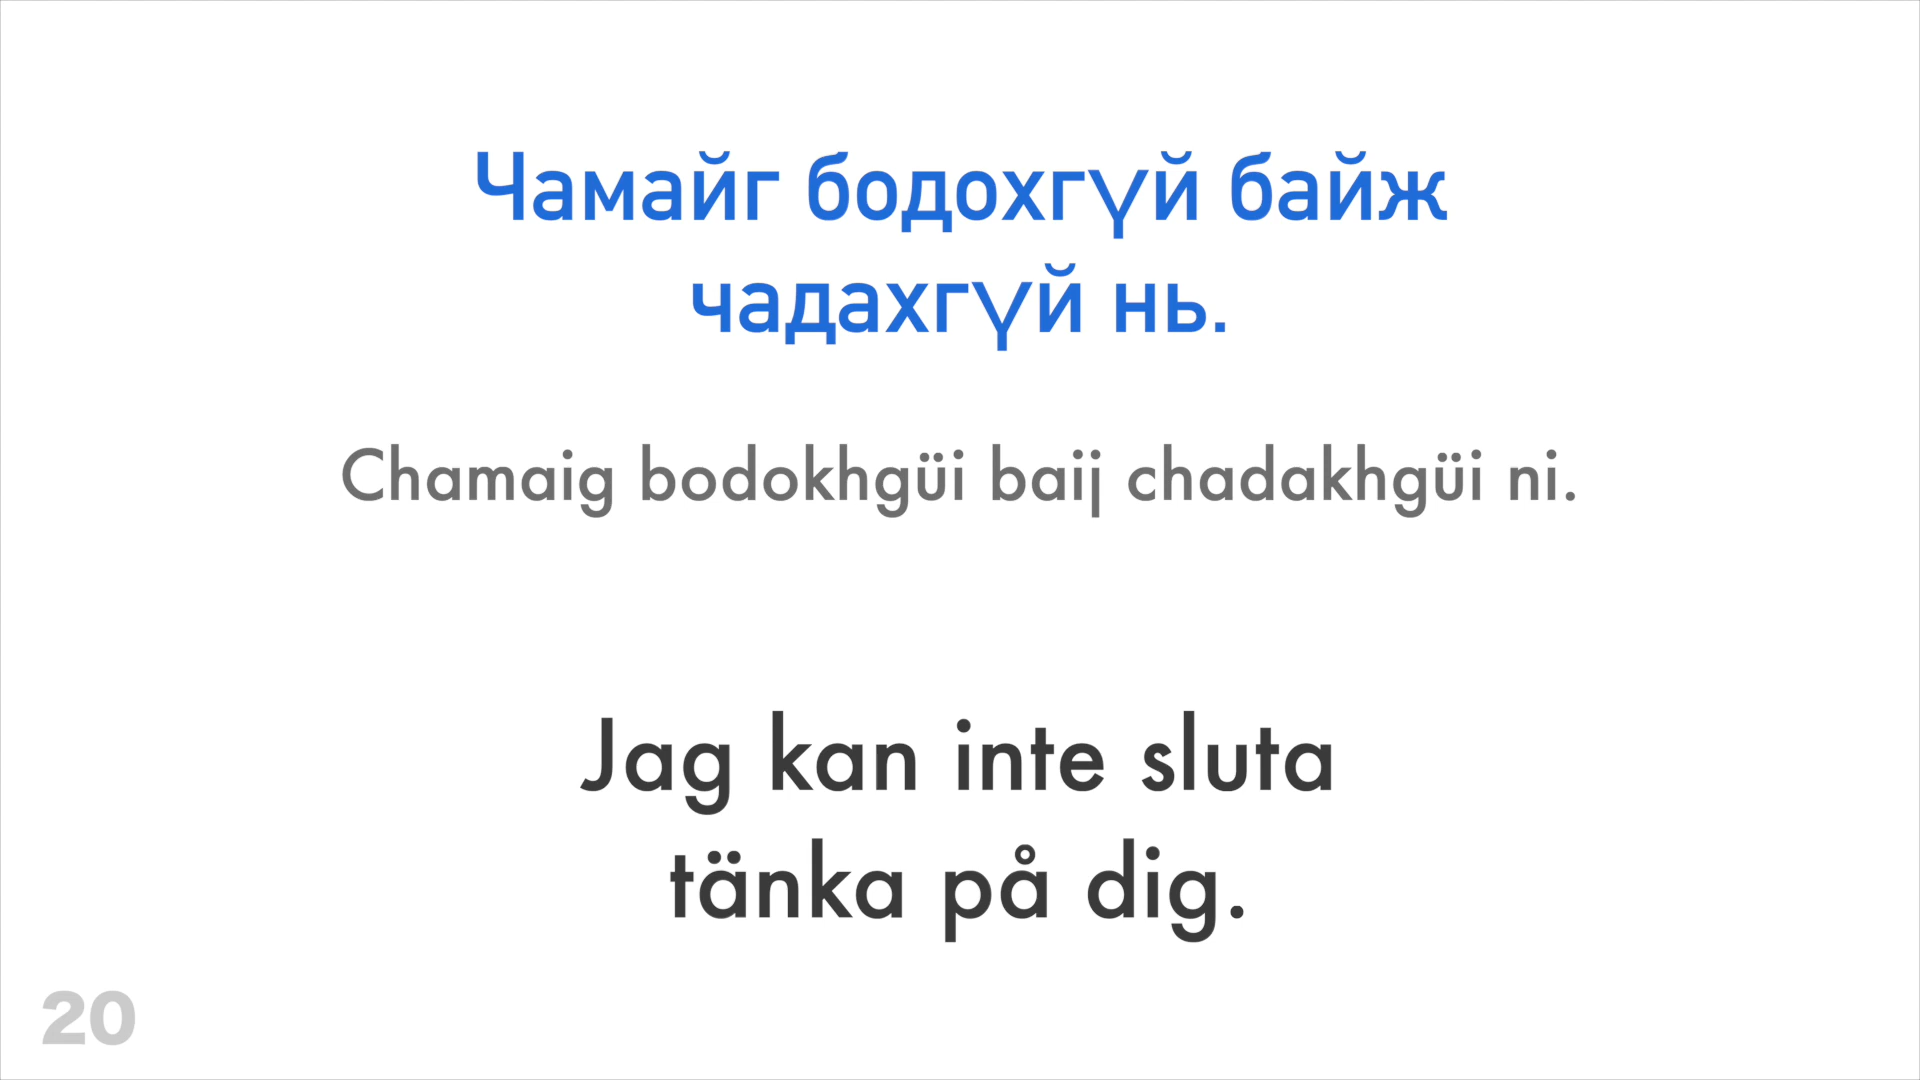 Чамайг бодохгүй байж
чадахгүй нь.
Chamaig bodokhgüi baij chadakhgüi ni.
Jag kan inte sluta
tänka på dig.
20